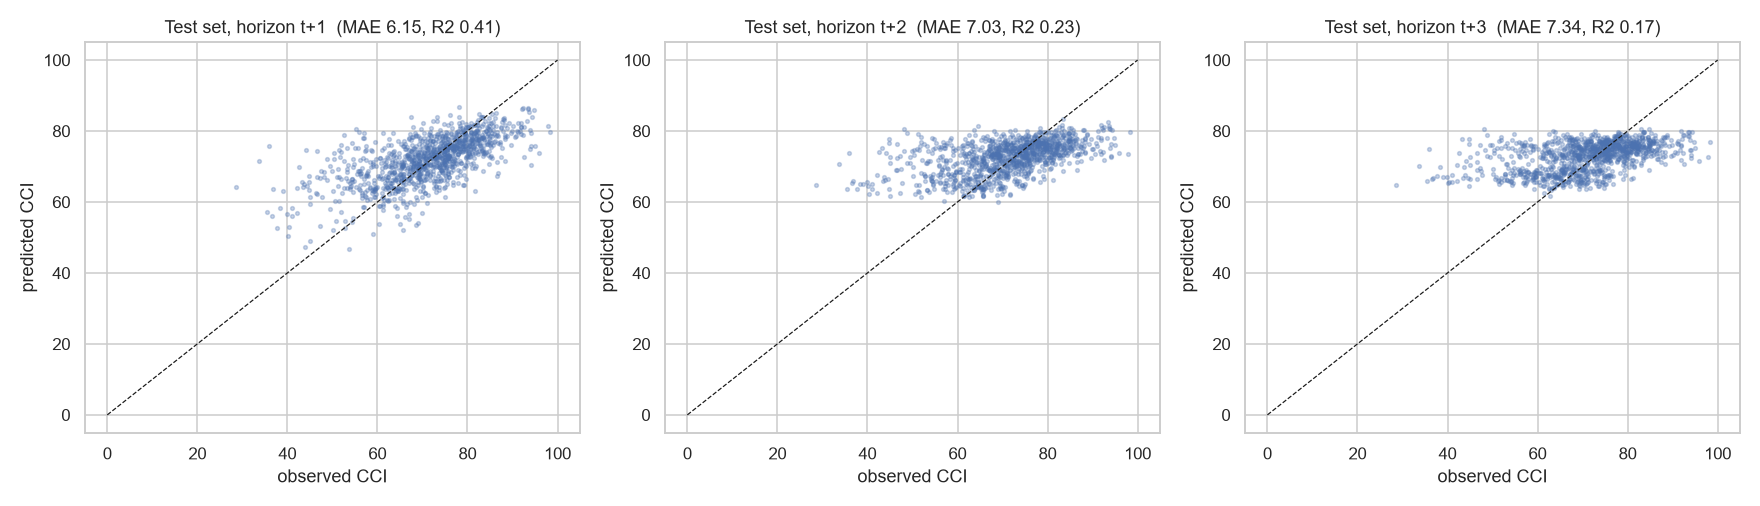 Test set, horizon t+1 (MAE 6.15, R2 0.41)
100
80
60
40
20
0
predicted CCI
0 20 40 60 80 100
observed CCI
Test set, horizon t+2 (MAE 7.03, R2 0.23)
100
80
60
40
20
0
predicted CCI
0 20 40 60 80 100
observed CCI
Test set, horizon t+3 (MAE 7.34, R2 0.17)
100
80
60
40
20
0
predicted CCI
0 20 40 60 80 100
observed CCI